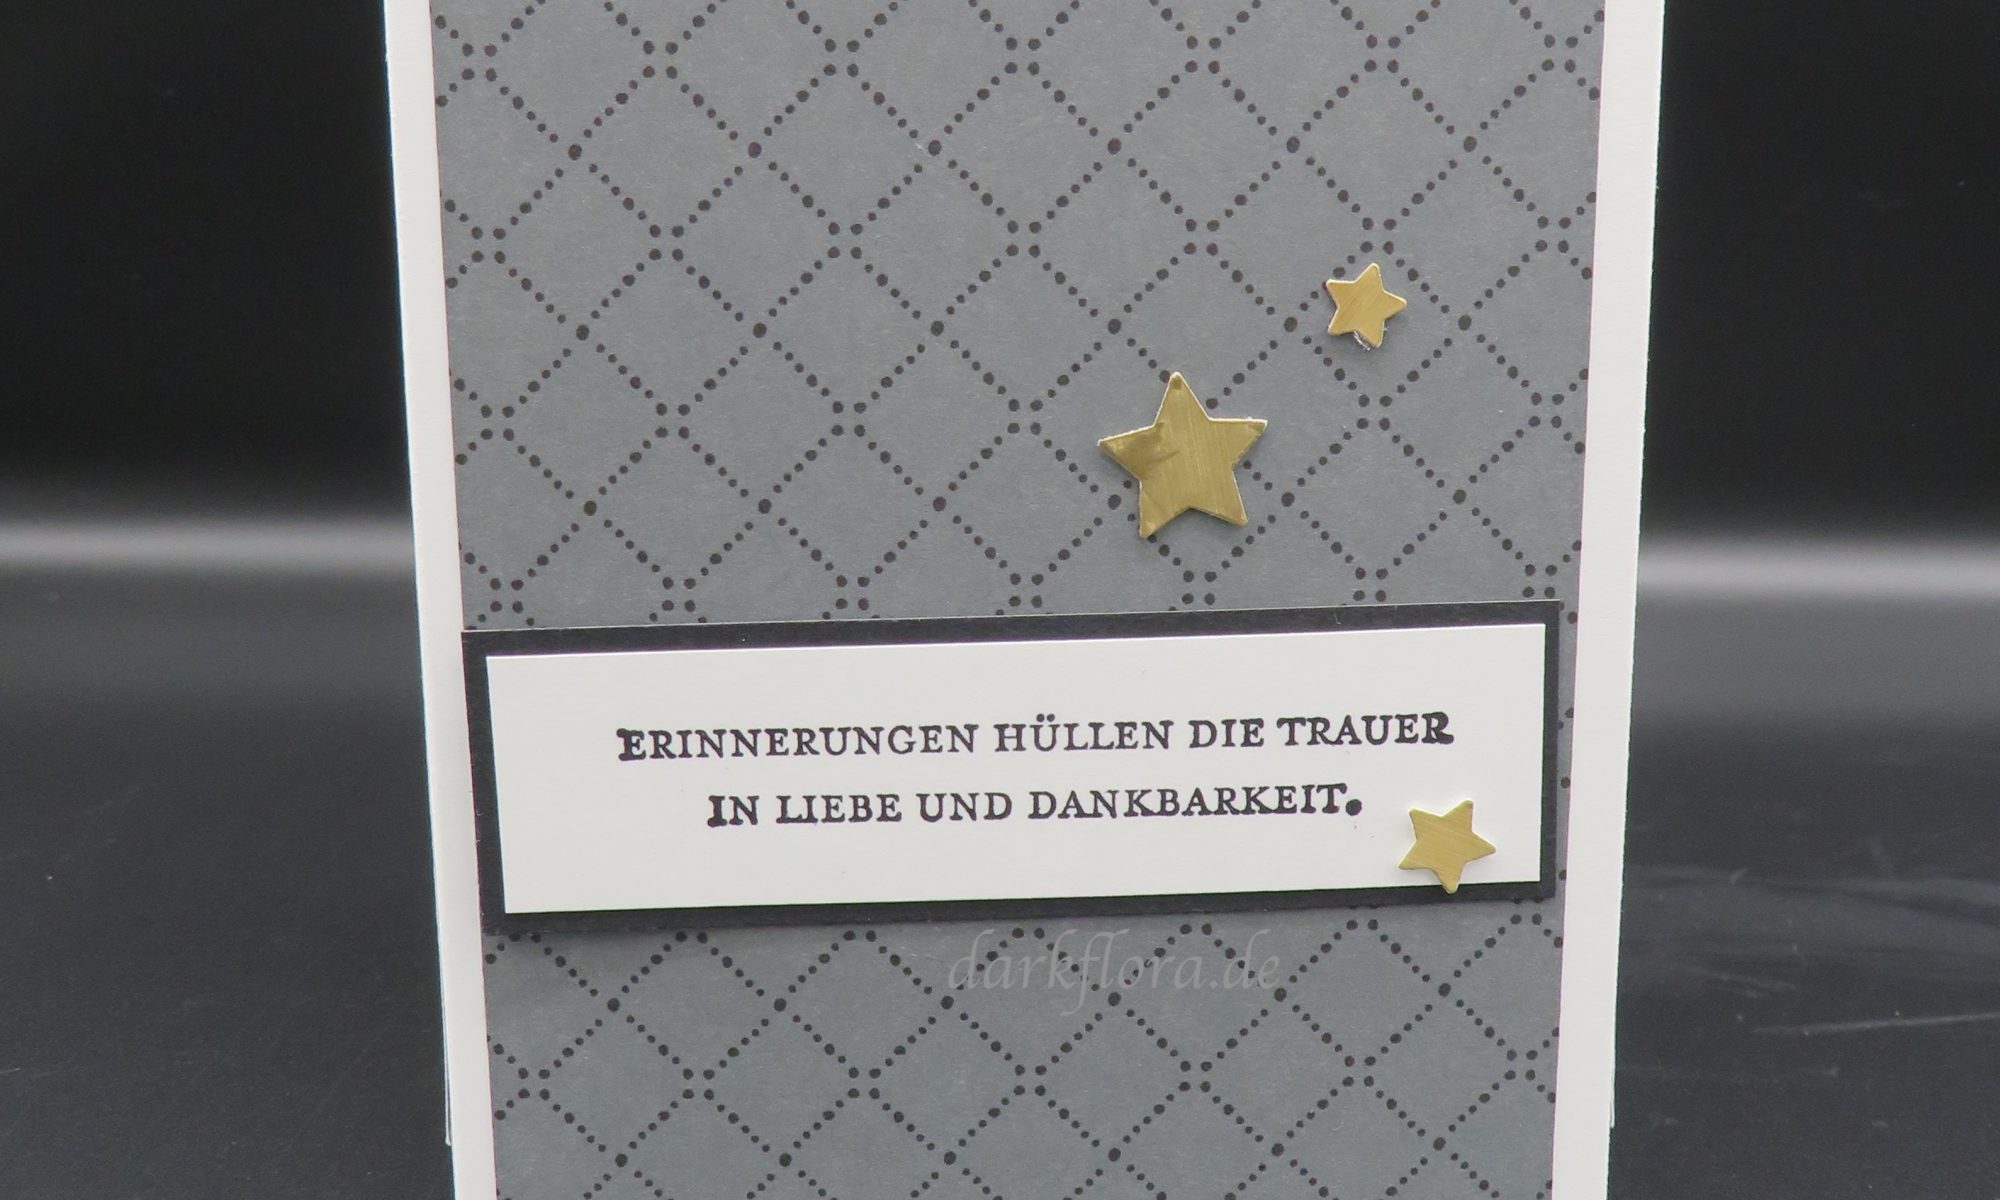 ERINNERUNGEN HÜLLEN DIE TRAUER
IN LIEBE UND DANKBARKEIT.
darkflora.de